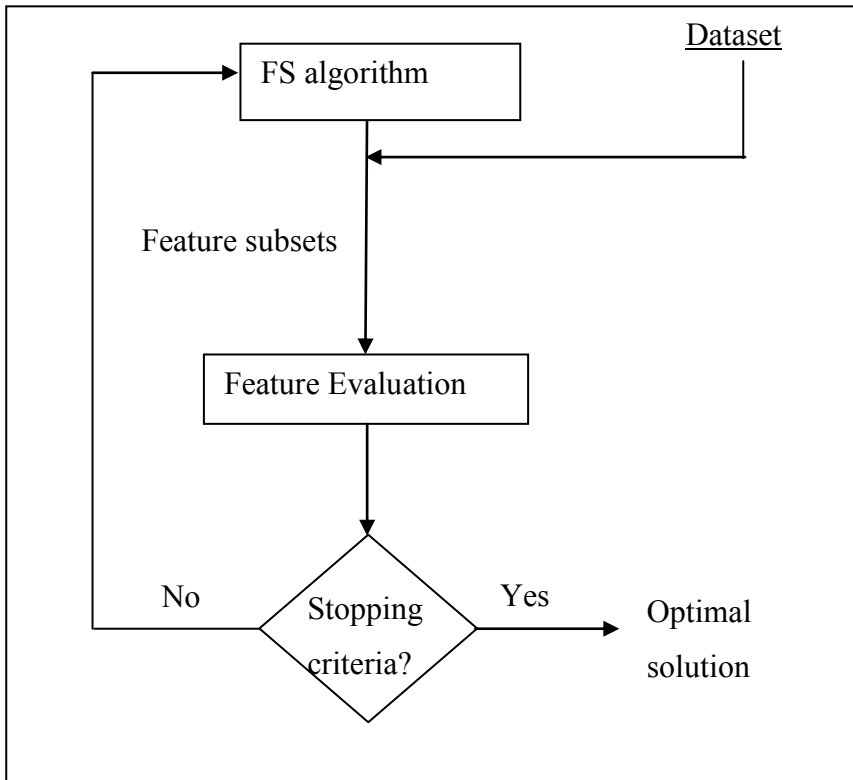 Dataset
FS algorithm
Feature subsets
Feature Evaluation
No
Stopping
criteria?
Yes
Optimal
solution